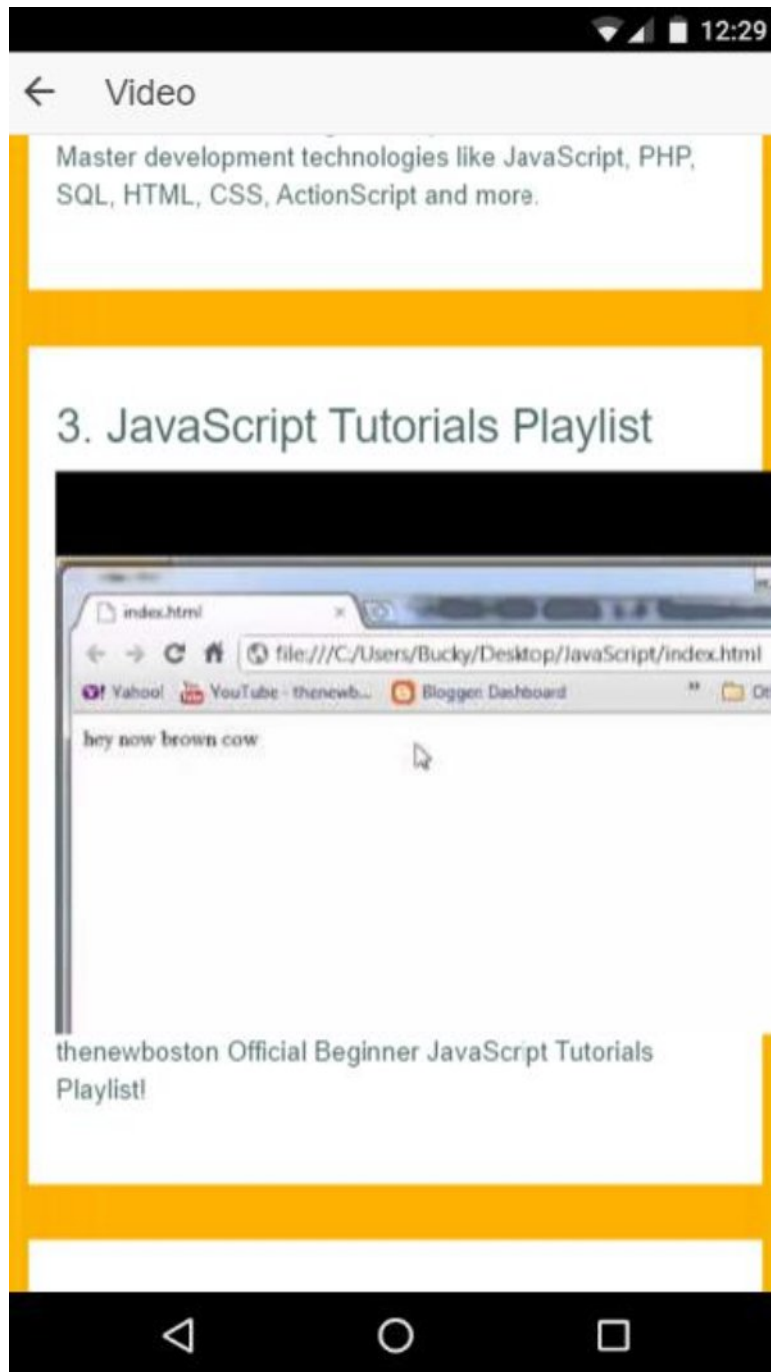 12:29
Video
Master development technologies like JavaScript, PHP,
SQL, HTML, CSS, ActionScript and more.
3. JavaScript Tutorials Playlist
index.html
file:///C:/Users/Bucky/Desktop/JavaScript/index.html
Yahoo! YouTube - thenewb... Blogger: Dashboard » Ot
hey now brown cow
thenewboston Official Beginner JavaScript Tutorials
Playlist!